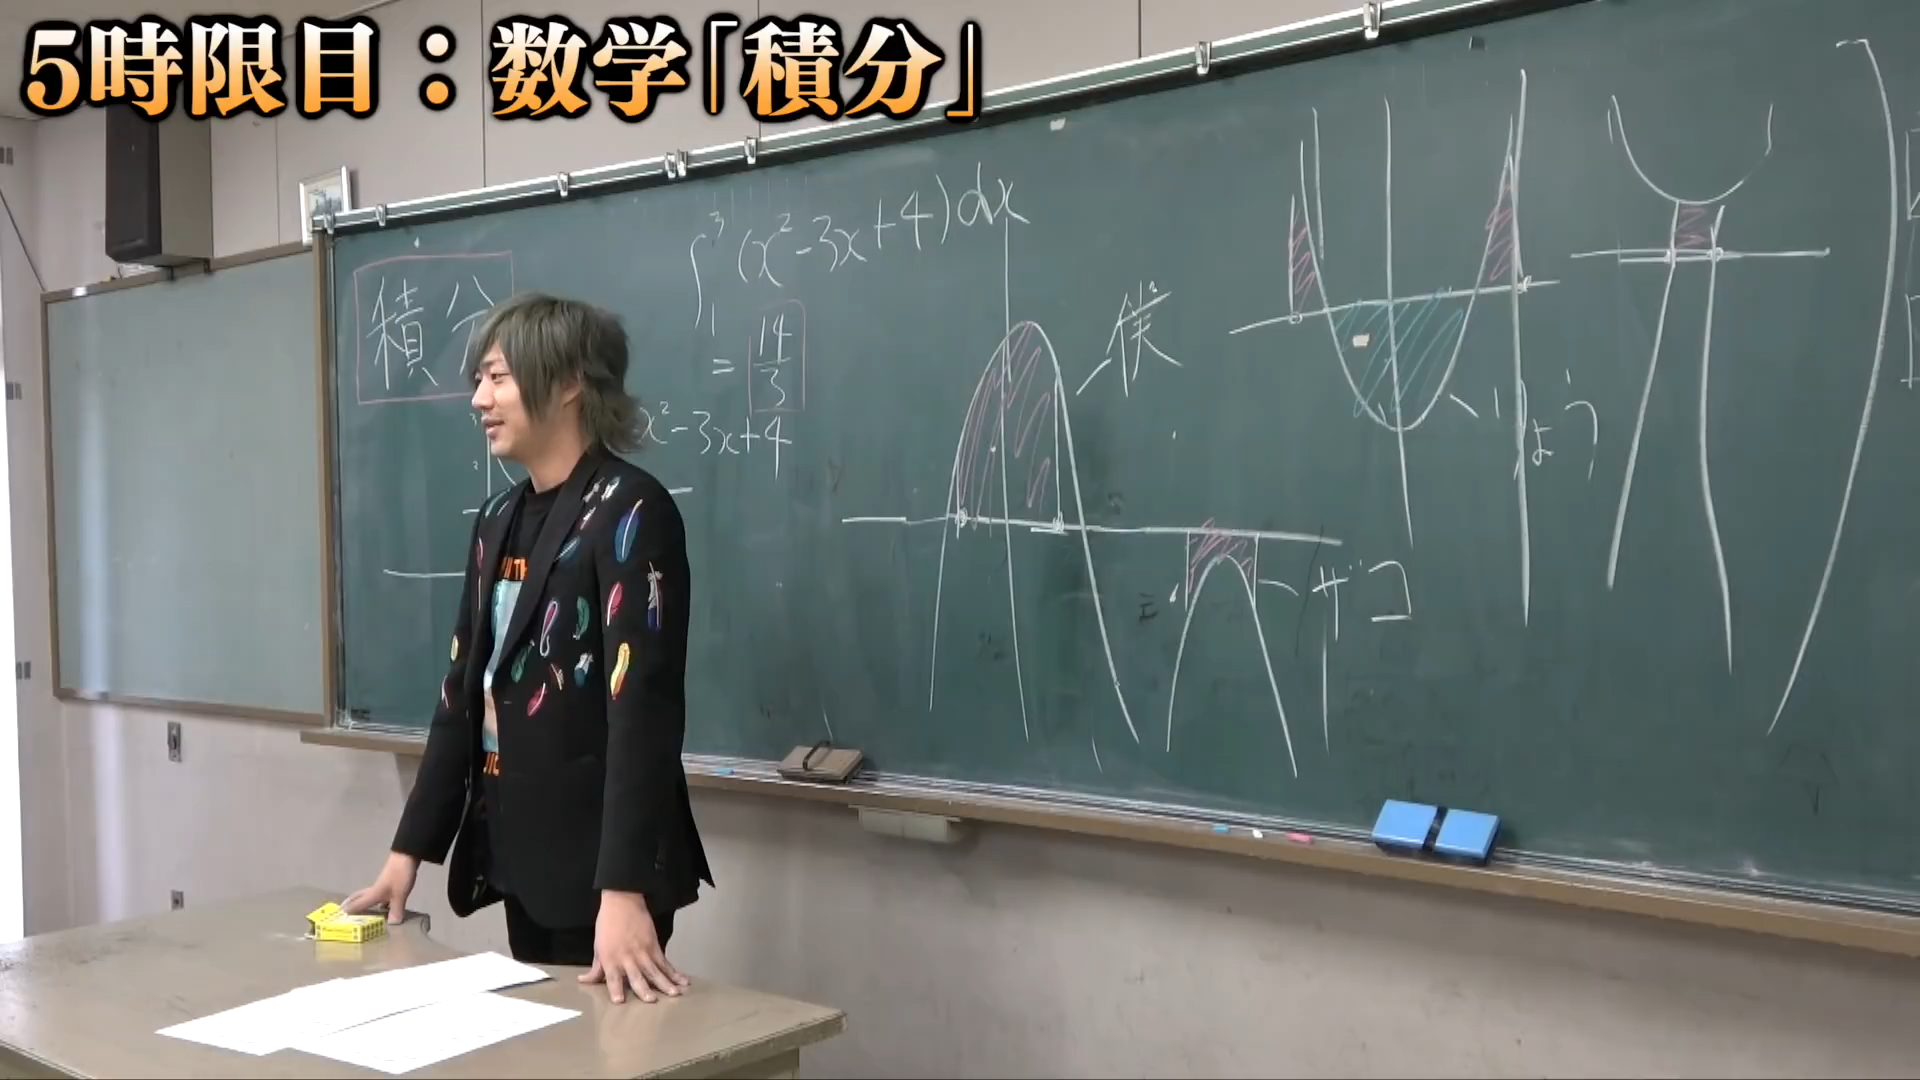 5時限目：数学「積分」
積分
∫₁³(x²-3x+4)dx
= 14/3
x²-3x+4
僕
りょう
ザコ